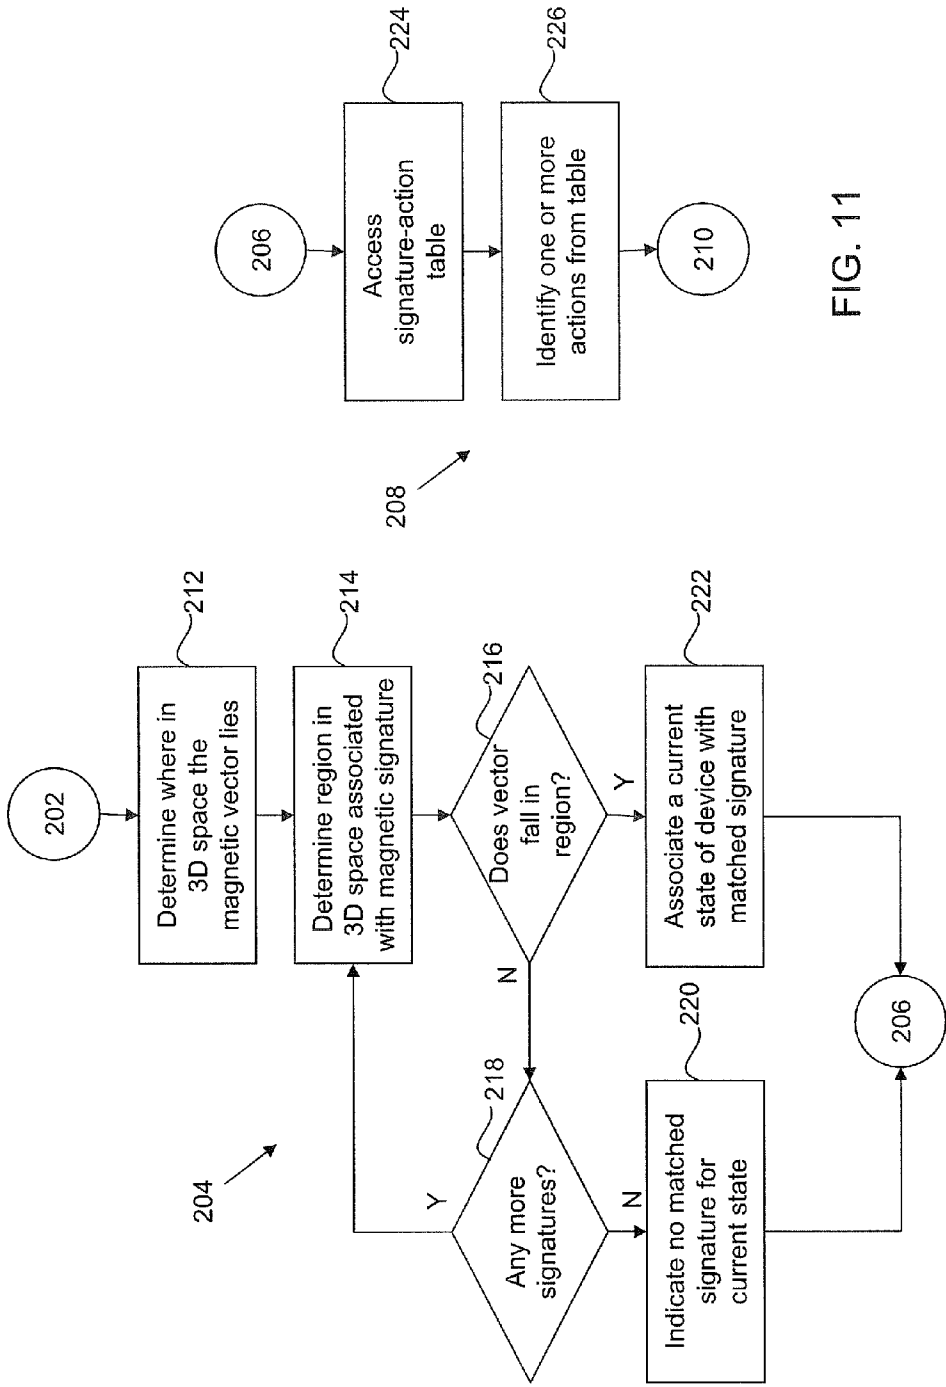 204
202
Determine where in
3D space the
magnetic vector lies
212
Determine region in
3D space associated
with magnetic signature
214
Does vector
fall in
region?
216
N
Y
Any more
signatures?
218
Y
N
Indicate no matched
signature for
current state
220
Associate a current
state of device with
matched signature
222
206
208
206
Access
signature-action
table
224
Identify one or more
actions from table
226
210
FIG. 11